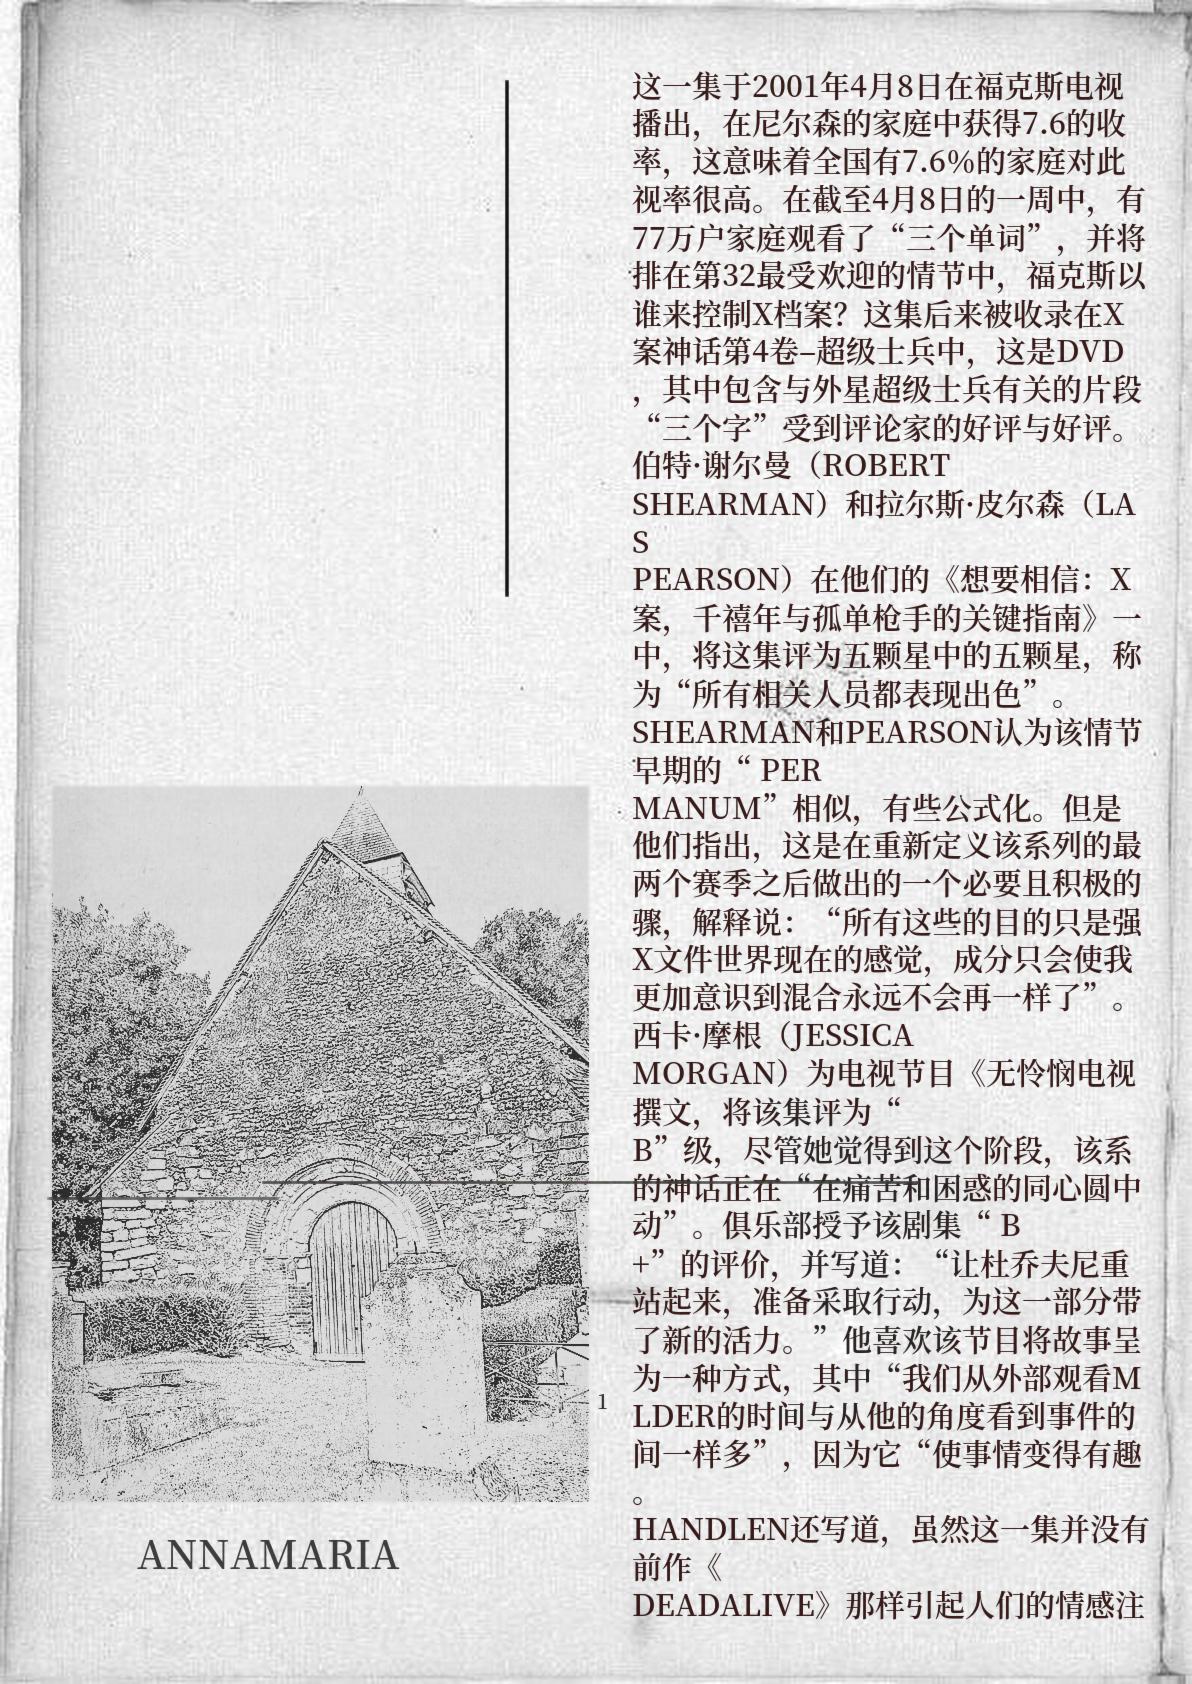 这一集于2001年4月8日在福克斯电视
播出，在尼尔森的家庭中获得7.6的收
率，这意味着全国有7.6％的家庭对此
视率很高。在截至4月8日的一周中，有
77万户家庭观看了“三个单词”，并将
排在第32最受欢迎的情节中，福克斯以
谁来控制X档案？这集后来被收录在X
案神话第4卷–超级士兵中，这是DVD
，其中包含与外星超级士兵有关的片段
“三个字”受到评论家的好评与好评。
伯特·谢尔曼（ROBERT
SHEARMAN）和拉尔斯·皮尔森（LA
S
PEARSON）在他们的《想要相信：X
案，千禧年与孤单枪手的关键指南》一
中，将这集评为五颗星中的五颗星，称
为“所有相关人员都表现出色”。
SHEARMAN和PEARSON认为该情节
早期的“ PER
MANUM”相似，有些公式化。但是
他们指出，这是在重新定义该系列的最
两个赛季之后做出的一个必要且积极的
骤，解释说：“所有这些的目的只是强
X文件世界现在的感觉，成分只会使我
更加意识到混合永远不会再一样了”。
西卡·摩根（JESSICA
MORGAN）为电视节目《无怜悯电视
撰文，将该集评为“
B”级，尽管她觉得到这个阶段，该系
的神话正在“在痛苦和困惑的同心圆中
动”。俱乐部授予该剧集“ B
+”的评价，并写道：“让杜乔夫尼重
站起来，准备采取行动，为这一部分带
了新的活力。”他喜欢该节目将故事呈
为一种方式，其中“我们从外部观看M
LDER的时间与从他的角度看到事件的
间一样多”，因为它“使事情变得有趣
。
HANDLEN还写道，虽然这一集并没有
前作《
DEADALIVE》那样引起人们的情感注
1
ANNAMARIA